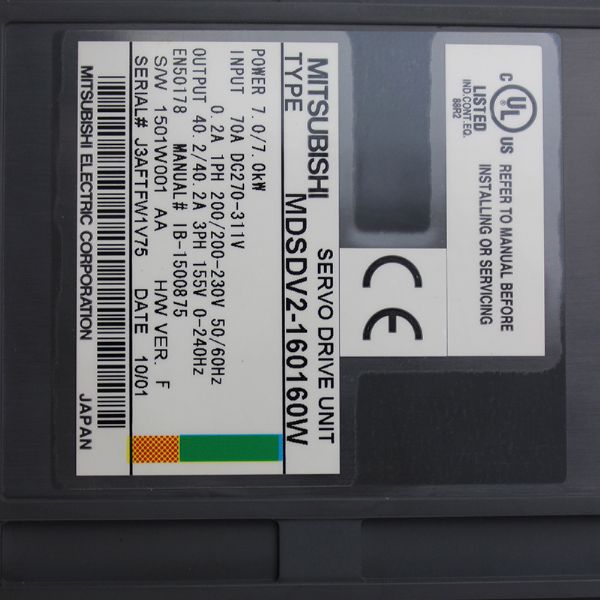 MITSUBISHI SERVO DRIVE UNIT
TYPE MDSDV2-160160W
POWER 7.0/7.0kW
INPUT 70A DC270-311V
0.2A 1PH 200/200-230V 50/60Hz
OUTPUT 40.2/40.2A 3PH 155V 0-240Hz
EN50178 MANUAL# IB-1500875
S/W 1501W001 AA H/W VER. F
SERIAL# J3AFTFW1V75 DATE 10/01
MITSUBISHI ELECTRIC CORPORATION JAPAN
CE
C UL US
LISTED
IND.CONT.EQ.
88R2
REFER TO MANUAL BEFORE
INSTALLING OR SERVICING